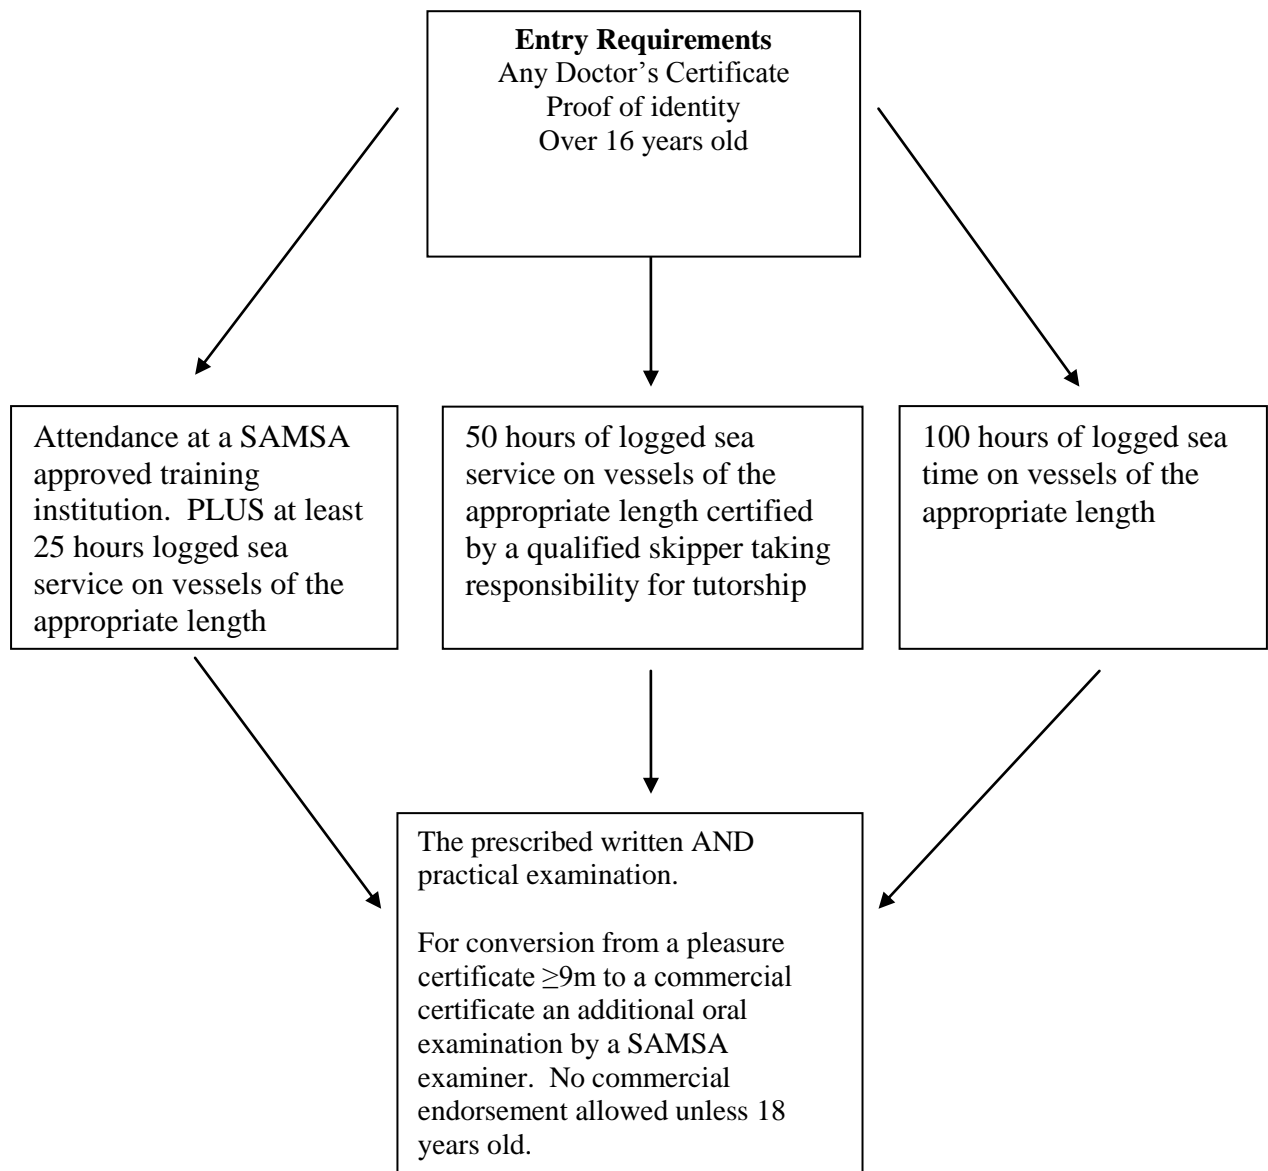 Entry Requirements
Any Doctor’s Certificate
Proof of identity
Over 16 years old
Attendance at a SAMSA
approved training
institution.  PLUS at least
25 hours logged sea
service on vessels of the
appropriate length
50 hours of logged sea
service on vessels of the
appropriate length certified
by a qualified skipper taking
responsibility for tutorship
100 hours of logged sea
time on vessels of the
appropriate length
The prescribed written AND
practical examination.
For conversion from a pleasure
certificate ≥9m to a commercial
certificate an additional oral
examination by a SAMSA
examiner.  No commercial
endorsement allowed unless 18
years old.